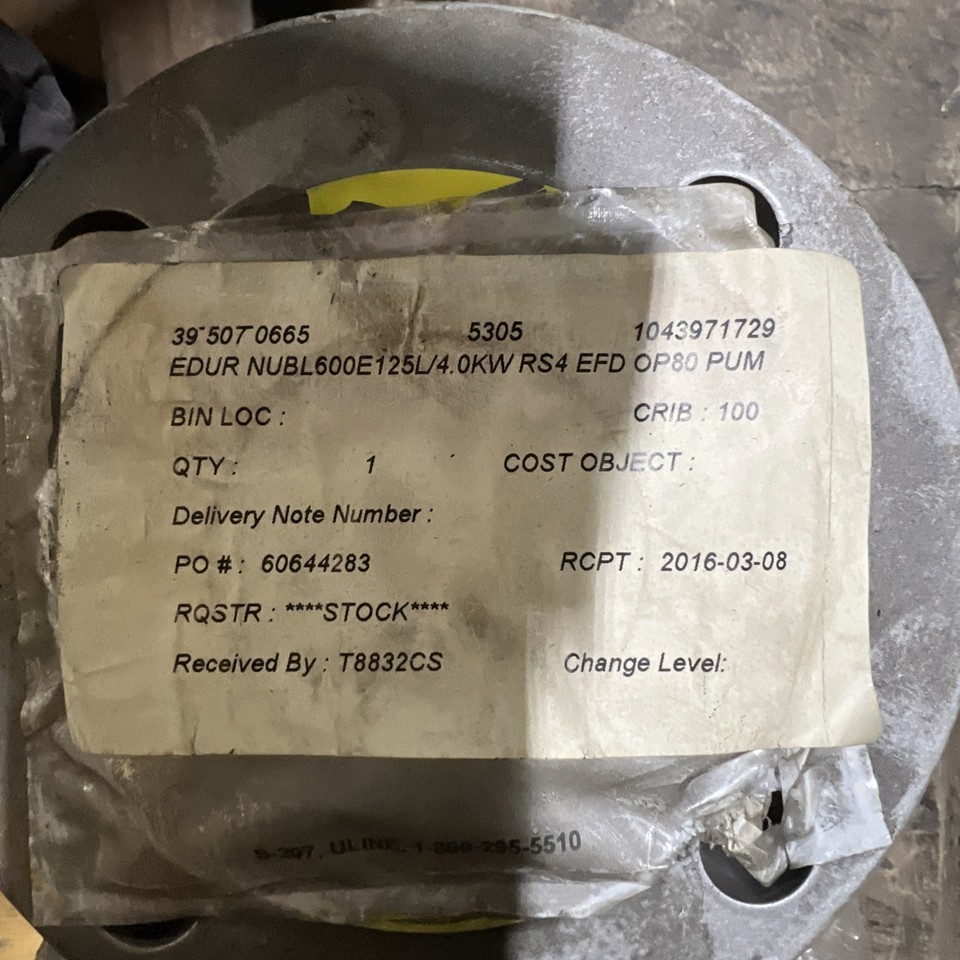 39-507-0665 5305 1043971729
EDUR NUBL600E125L/4.0KW RS4 EFD OP80 PUM
BIN LOC : CRIB : 100
QTY : 1 COST OBJECT :
Delivery Note Number :
PO # : 60644283 RCPT : 2016-03-08
RQSTR : ****STOCK****
Received By : T8832CS Change Level:
S-207, ULINE, 1-800-295-5510